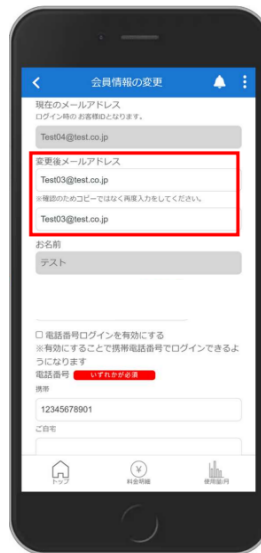 会員情報の変更
現在のメールアドレス
ログイン時の お客様IDとなります。
Test04@test.co.jp
変更後メールアドレス
Test03@test.co.jp
※確認のためコピーではなく再度入力をしてください。
Test03@test.co.jp
お名前
テスト
電話番号ログインを有効にする
※有効にすることで携帯電話番号でログインできるよ
うになります
電話番号 いずれかが必須
携帯
12345678901
ご自宅
トップ
料金明細
使用量/月